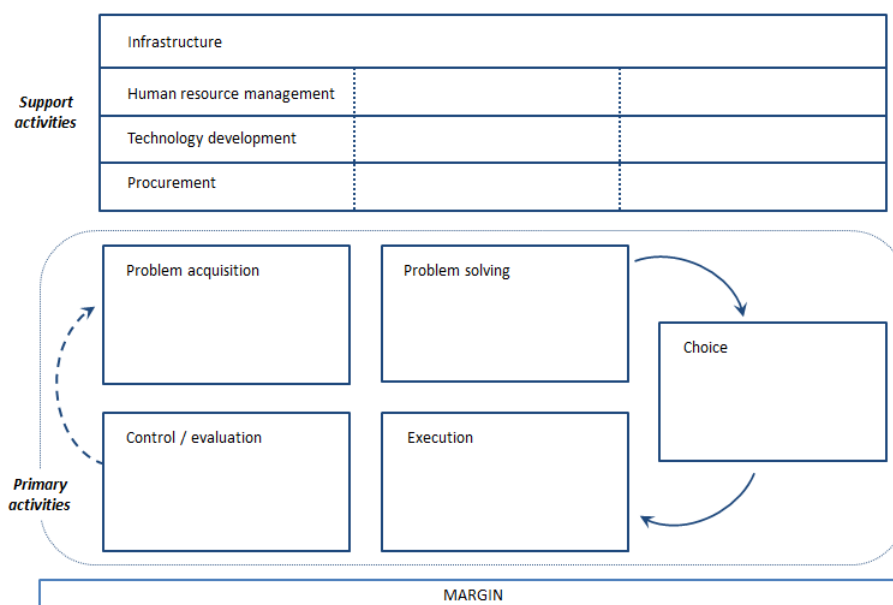 Infrastructure
Support
activities
Human resource management
Technology development
Procurement
Problem acquisition
Problem solving
Choice
Control / evaluation
Execution
Primary
activities
MARGIN